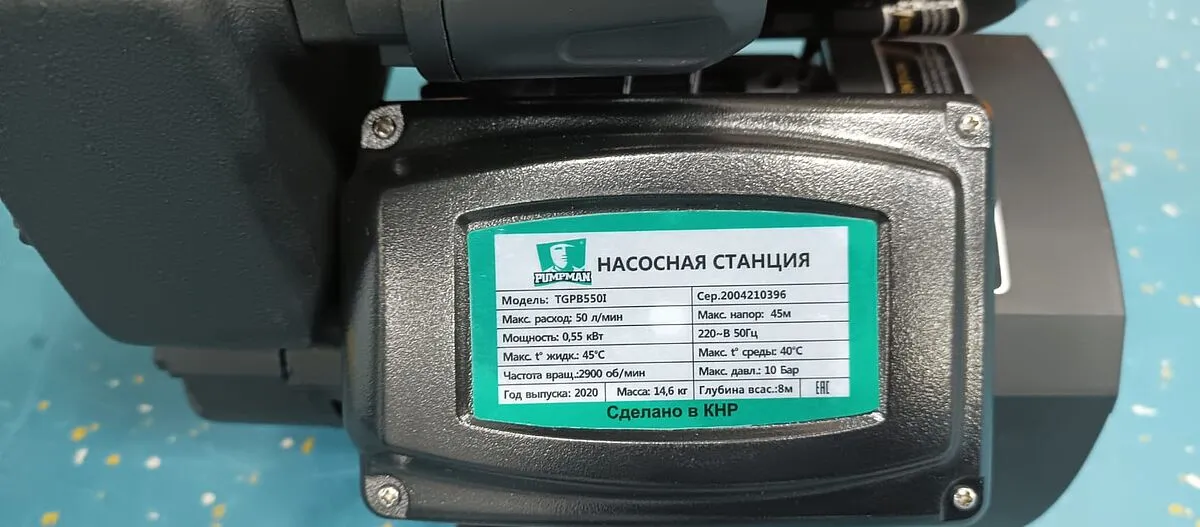 PUMPMAN
НАСОСНАЯ СТАНЦИЯ
Модель: TGPB550I
Сер.2004210396
Макс. расход: 50 л/мин
Макс. напор: 45м
Мощность: 0,55 кВт
220~В 50Гц
Макс. t° жидк.: 45°С
Макс. t° среды: 40°С
Частота вращ.:2900 об/мин
Макс. давл.: 10 Бар
Год выпуска: 2020
Масса: 14,6 кг
Глубина всас.:8м
EAC
Сделано в КНР